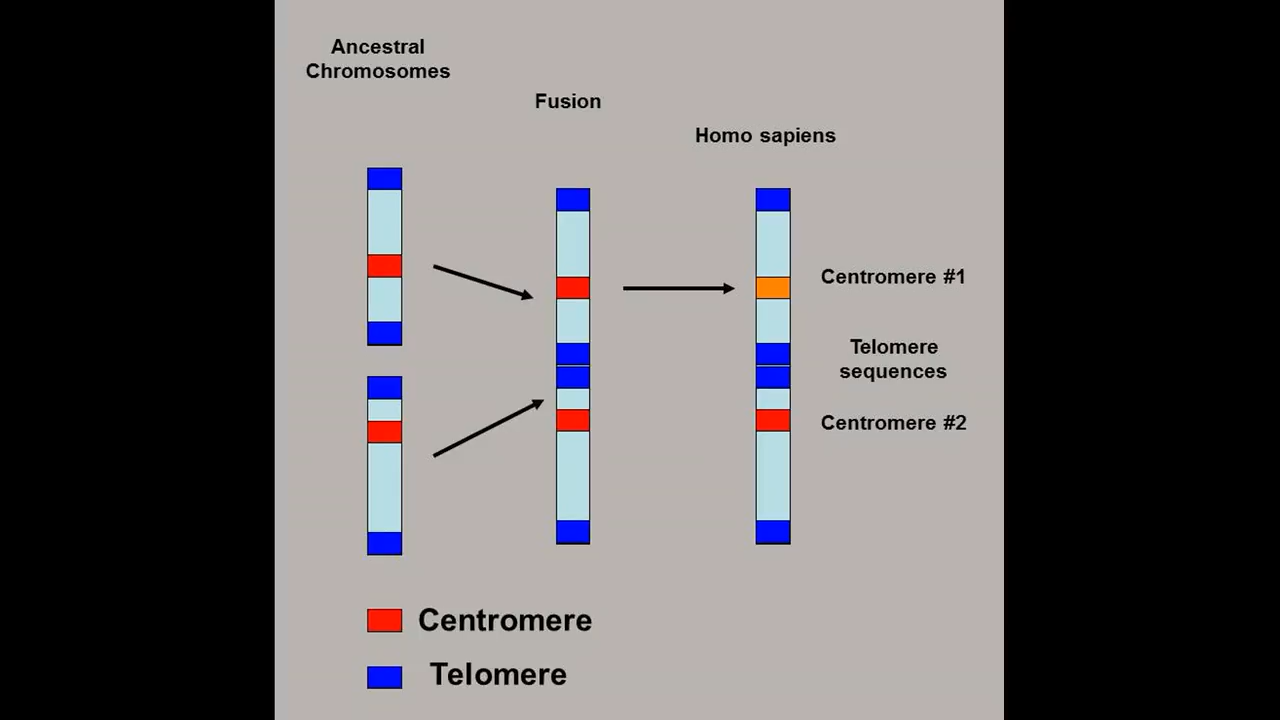 Ancestral
Chromosomes
Fusion
Homo sapiens
Centromere #1
Telomere
sequences
Centromere #2
Centromere
Telomere